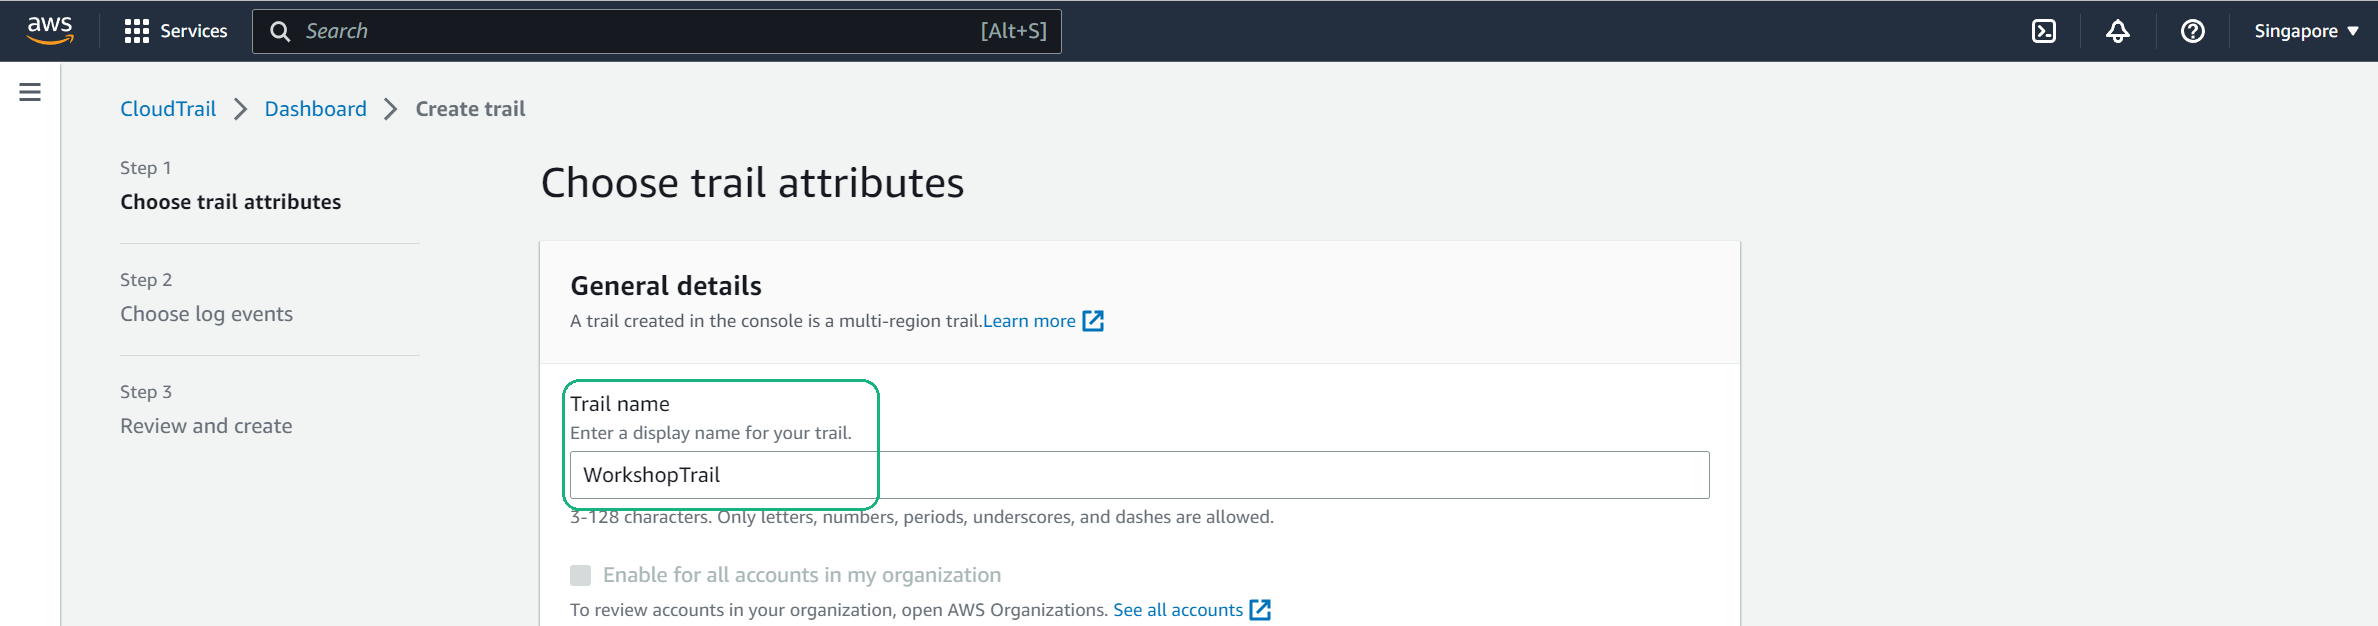 aws Services Search [Alt+S] Singapore
CloudTrail Dashboard Create trail
Step 1
Choose trail attributes
Step 2
Choose log events
Step 3
Review and create
Choose trail attributes
General details
A trail created in the console is a multi-region trail.Learn more
Trail name
Enter a display name for your trail.
WorkshopTrail
3-128 characters. Only letters, numbers, periods, underscores, and dashes are allowed.
Enable for all accounts in my organization
To review accounts in your organization, open AWS Organizations. See all accounts